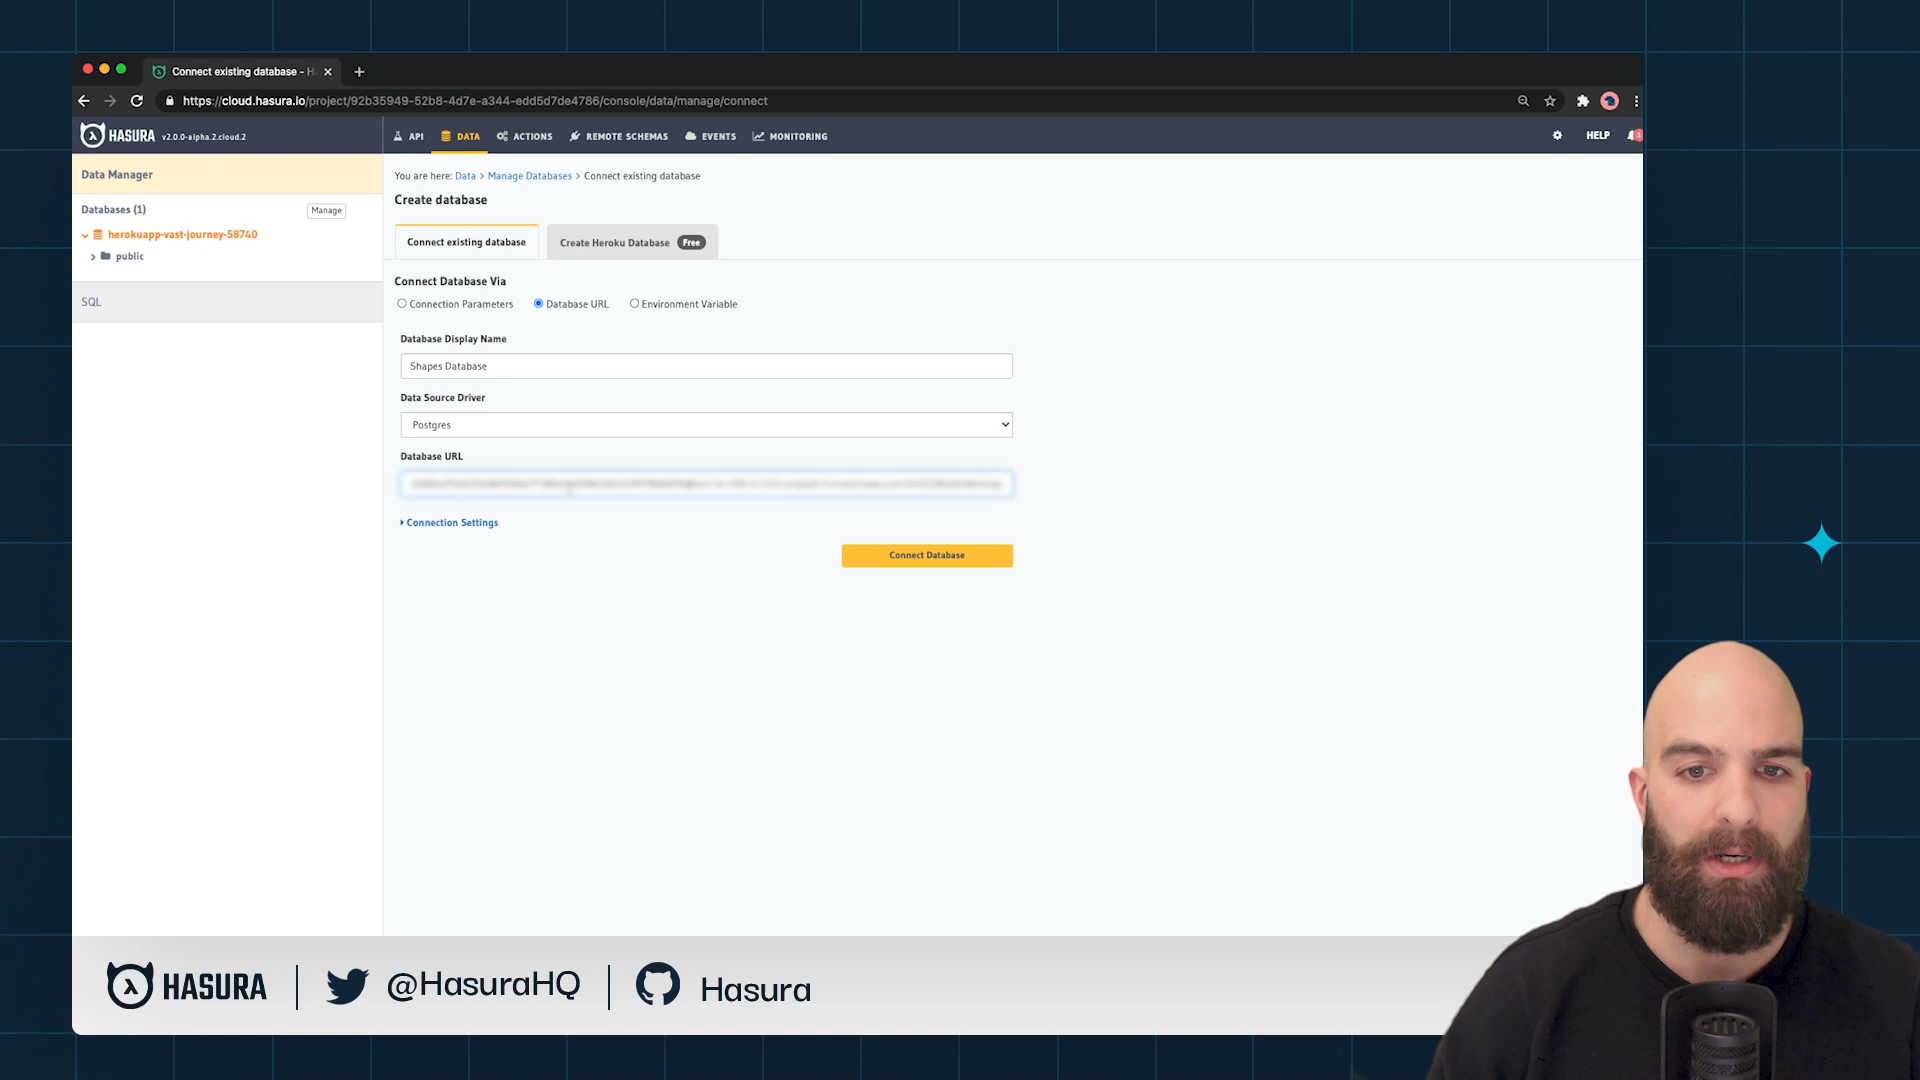 Connect existing database - H
https://cloud.hasura.io/project/92b35949-52b8-4d7e-a344-edd5d7de4786/console/data/manage/connect
HASURA v2.0.0-alpha.2.cloud.2
API DATA ACTIONS REMOTE SCHEMAS EVENTS MONITORING
HELP
1
Data Manager
Databases (1)
Manage
herokuapp-vast-journey-58740
public
SQL
You are here: Data > Manage Databases > Connect existing database
Create database
Connect existing database
Create Heroku Database Free
Connect Database Via
Connection Parameters Database URL Environment Variable
Database Display Name
Shapes Database
Data Source Driver
Postgres
Database URL
Connection Settings
Connect Database
HASURA @HasuraHQ Hasura